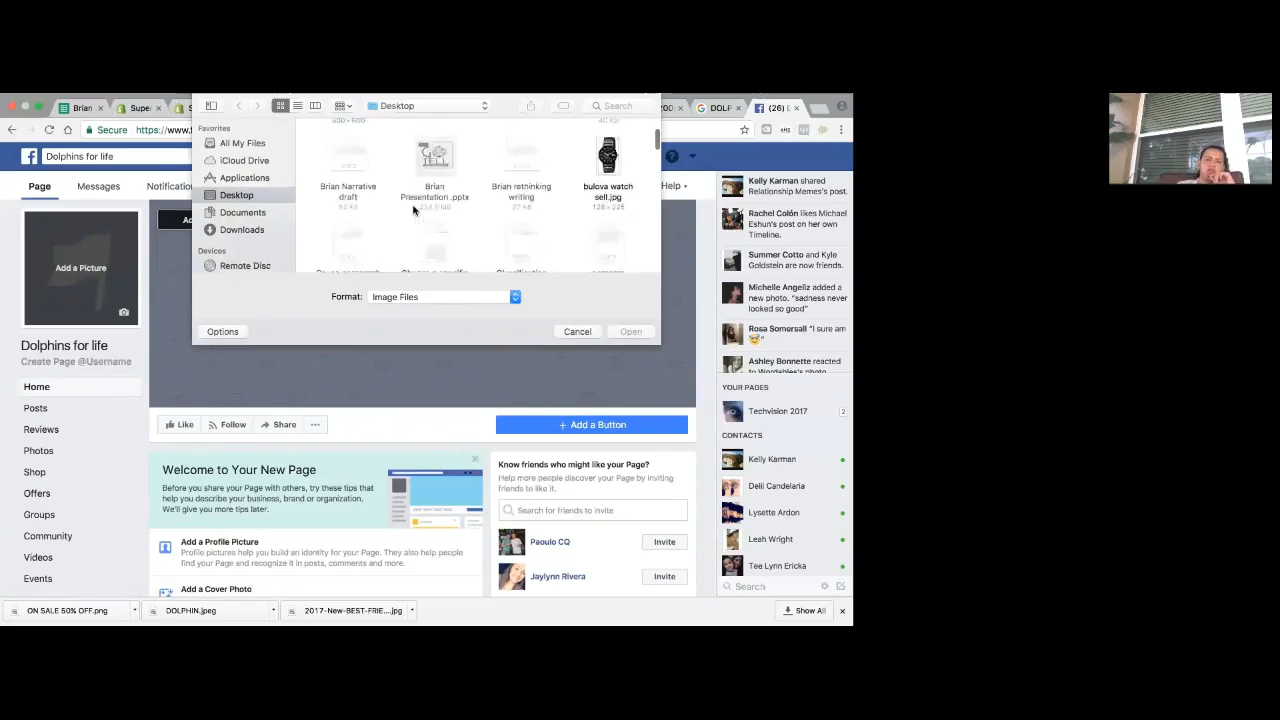 Brian
Super
Desktop
Search
DOLP
(26)
Secure
https://www.f
Dolphins for life
Page
Messages
Notification
Help
Favorites
All My Files
iCloud Drive
Applications
Desktop
Documents
Downloads
Devices
Remote Disc
Brian Narrative
draft
Brian
Presentation .pptx
Brian rethinking
writing
bulova watch
sell.jpg
Format:
Image Files
Options
Cancel
Open
Add a Picture
Dolphins for life
Create Page @Username
Home
Posts
Reviews
Photos
Shop
Offers
Groups
Community
Videos
Events
Like
Follow
Share
+ Add a Button
Welcome to Your New Page
Before you share your Page with others, try these tips that
help you describe your business, brand or organization.
We'll give you more tips later.
Add a Profile Picture
Profile pictures help you build an identity for your Page. They also help people
find your Page and recognize it in posts, comments and more.
Add a Cover Photo
Know friends who might like your Page?
Help more people discover your Page by inviting
friends to like it.
Search for friends to invite
Paoulo CQ
Invite
Jaylynn Rivera
Invite
Kelly Karman shared
Relationship Memes's post.
Rachel Colón likes Michael
Eshun's post on her own
Timeline.
Summer Cotto and Kyle
Goldstein are now friends.
Michelle Angeliz added a
new photo. "sadness never
looked so good"
Rosa Somersall "I sure am
Ashley Bonnette reacted
to Wordables's photo.
YOUR PAGES
Techvision 2017
2
CONTACTS
Kelly Karman
Delii Candelaria
Lysette Ardon
Leah Wright
Tee Lynn Ericka
Search
ON SALE 50% OFF.png
DOLPHIN.jpeg
2017-New-BEST-FRIE....jpg
Show All